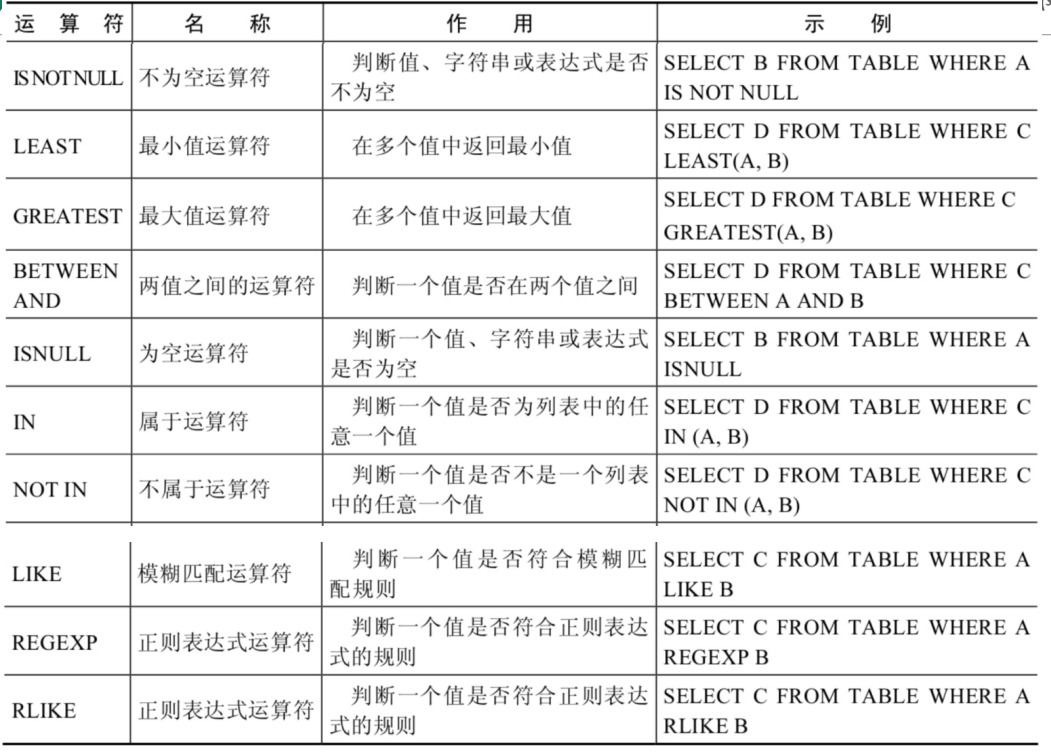 运 算 符 名 称 作 用 示 例
IS NOT NULL 不为空运算符 判断值、字符串或表达式是否
不为空 SELECT B FROM TABLE WHERE A
IS NOT NULL
LEAST 最小值运算符 在多个值中返回最小值 SELECT D FROM TABLE WHERE C
LEAST(A, B)
GREATEST 最大值运算符 在多个值中返回最大值 SELECT D FROM TABLE WHERE C
GREATEST(A, B)
BETWEEN
AND 两值之间的运算符 判断一个值是否在两个值之间 SELECT D FROM TABLE WHERE C
BETWEEN A AND B
ISNULL 为空运算符 判断一个值、字符串或表达式
是否为空 SELECT B FROM TABLE WHERE A
ISNULL
IN 属于运算符 判断一个值是否为列表中的任
意一个值 SELECT D FROM TABLE WHERE C
IN (A, B)
NOT IN 不属于运算符 判断一个值是否不是一个列表
中的任意一个值 SELECT D FROM TABLE WHERE C
NOT IN (A, B)
LIKE 模糊匹配运算符 判断一个值是否符合模糊匹
配规则 SELECT C FROM TABLE WHERE A
LIKE B
REGEXP 正则表达式运算符 判断一个值是否符合正则表达
式的规则 SELECT C FROM TABLE WHERE A
REGEXP B
RLIKE 正则表达式运算符 判断一个值是否符合正则表达
式的规则 SELECT C FROM TABLE WHERE A
RLIKE B